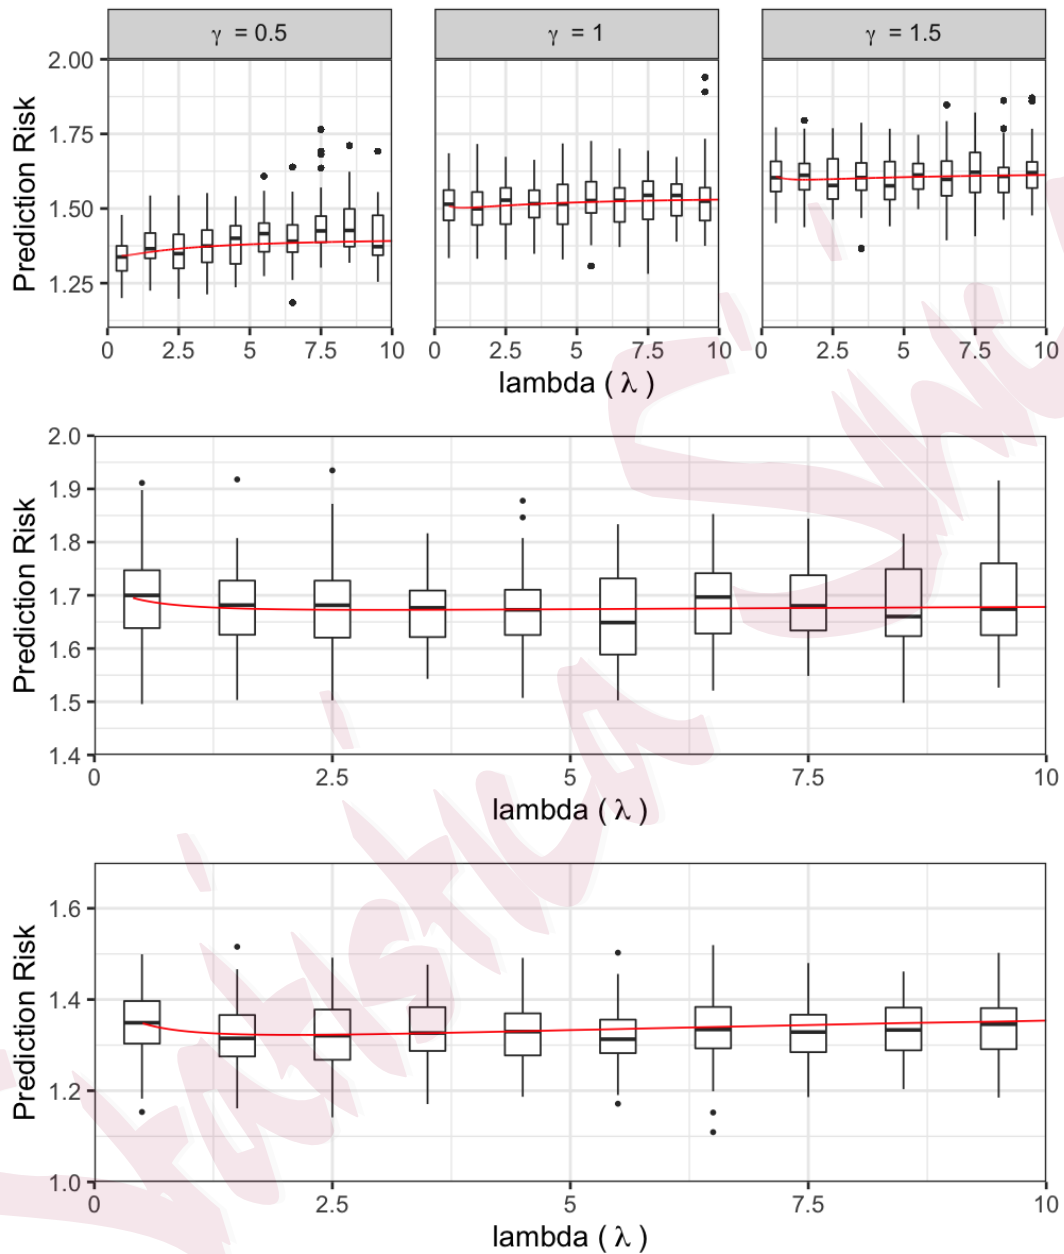 γ = 0.5
γ = 1
γ = 1.5
Prediction Risk
2.00
1.75
1.50
1.25
0 2.5 5 7.5 10
0 2.5 5 7.5 10
0 2.5 5 7.5 10
lambda ( λ )
Prediction Risk
2.0
1.9
1.8
1.7
1.6
1.5
1.4
0 2.5 5 7.5 10
lambda ( λ )
Prediction Risk
1.6
1.4
1.2
1.0
0 2.5 5 7.5 10
lambda ( λ )
Statistica